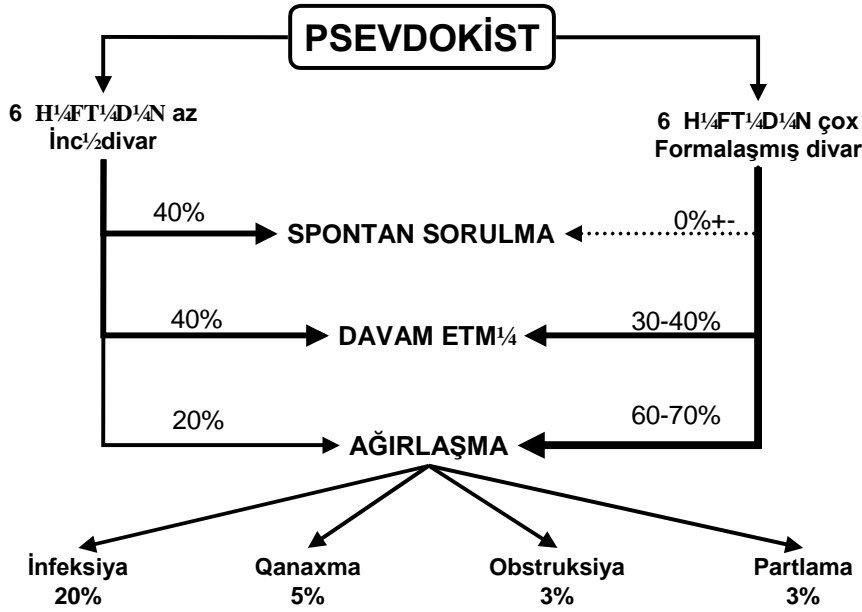 PSEVDOKİST
6 H¼FT¼D¼N az
İnc½divar
6 H¼FT¼D¼N çox
Formalaşmış divar
40%
SPONTAN SORULMA
0%+-
40%
DAVAM ETM¼
30-40%
20%
AĞIRLAŞMA
60-70%
İnfeksiya
20%
Qanaxma
5%
Obstruksiya
3%
Partlama
3%